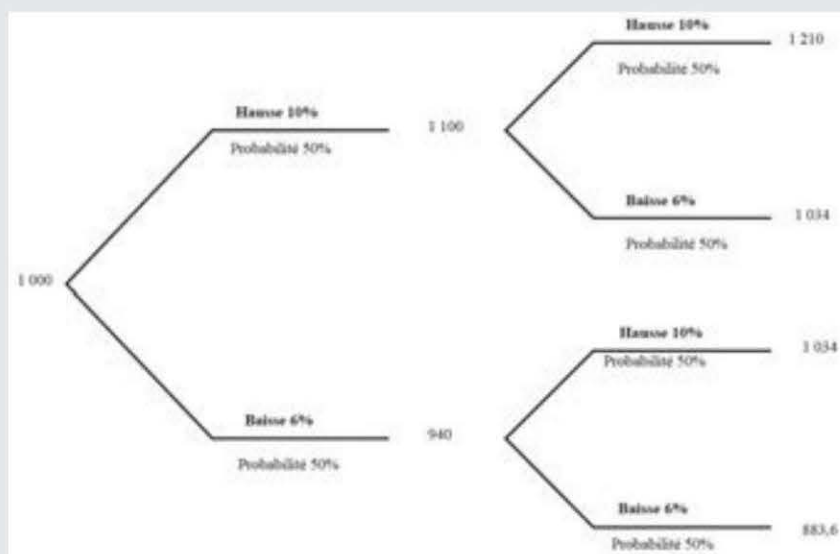 Hausse 10%
1 210
Probabilité 50%
Hausse 10%
1 100
Probabilité 50%
Baisse 6%
1 034
Probabilité 50%
1 000
Hausse 10%
1 034
Probabilité 50%
Baisse 6%
940
Probabilité 50%
Baisse 6%
883,6
Probabilité 50%